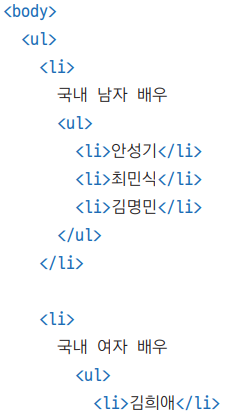 <body>
<ul>
<li>
국내 남자 배우
<ul>
<li>안성기</li>
<li>최민식</li>
<li>김명민</li>
</ul>
</li>
<li>
국내 여자 배우
<ul>
<li>김희애</li>